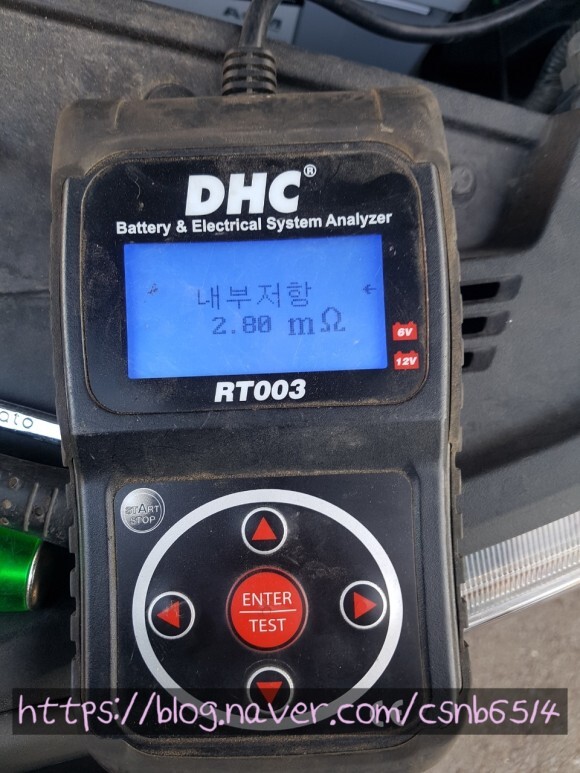 DHC®
Battery & Electrical System Analyzer
내부저항
2.80 mΩ
6V
12V
RT003
ato
START
STOP
ENTER
TEST
https://blog.naver.com/csnb6514